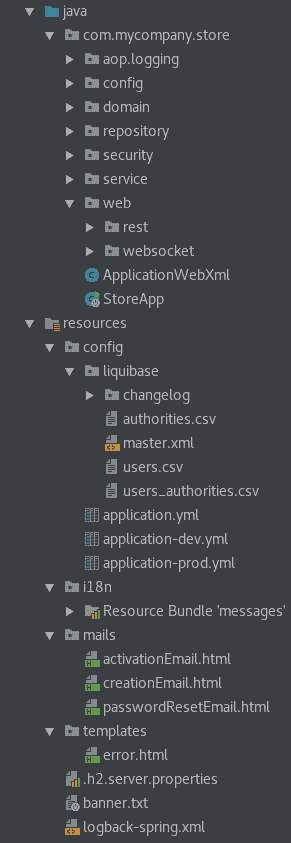 java
com.mycompany.store
aop.logging
config
domain
repository
security
service
web
rest
websocket
ApplicationWebXml
StoreApp
resources
config
liquibase
changelog
authorities.csv
master.xml
users.csv
users_authorities.csv
application.yml
application-dev.yml
application-prod.yml
i18n
Resource Bundle 'messages'
mails
activationEmail.html
creationEmail.html
passwordResetEmail.html
templates
error.html
.h2.server.properties
banner.txt
logback-spring.xml